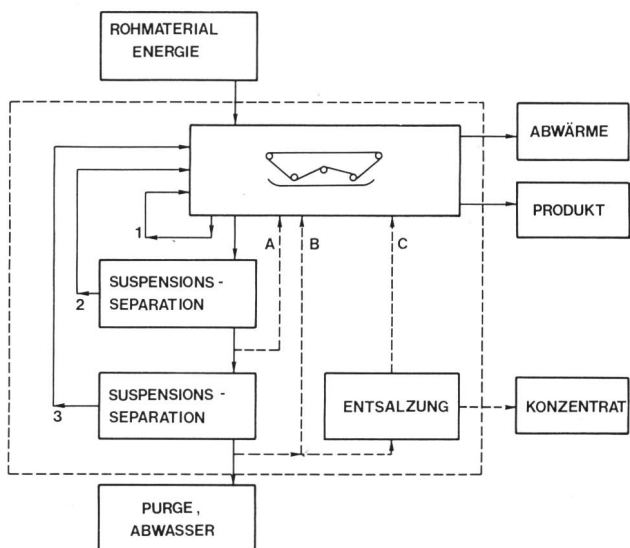 ROHMATERIAL
ENERGIE
ABWÄRME
PRODUKT
1
A
B
C
SUSPENSIONS -
SEPARATION
2
SUSPENSIONS -
SEPARATION
3
ENTSALZUNG
KONZENTRAT
PURGE,
ABWASSER